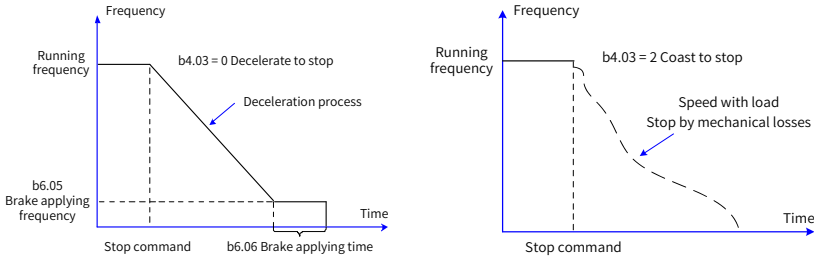 Frequency
Running
frequency
b4.03 = 0 Decelerate to stop
Deceleration process
b6.05
Brake applying
frequency
Time
Stop command
b6.06 Brake applying time
Frequency
Running
frequency
b4.03 = 2 Coast to stop
Speed with load
Stop by mechanical losses
Time
Stop command